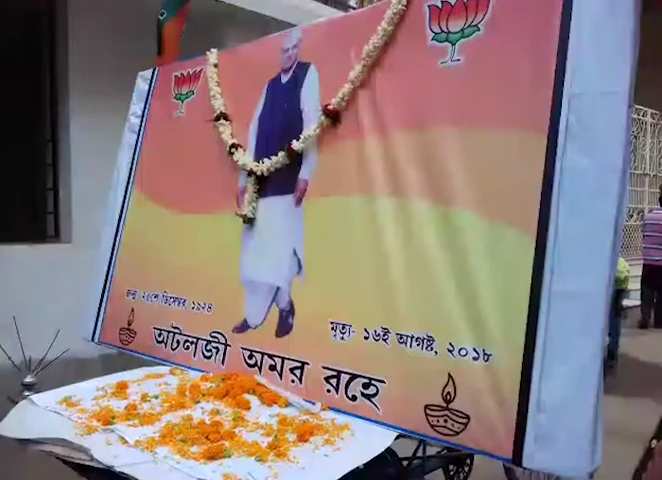 জন্ম ২৫শে ডিসেম্বর ১৯২৪
মৃত্যু- ১৬ই আগষ্ট, ২০১৮
অটলজী অমর রহে